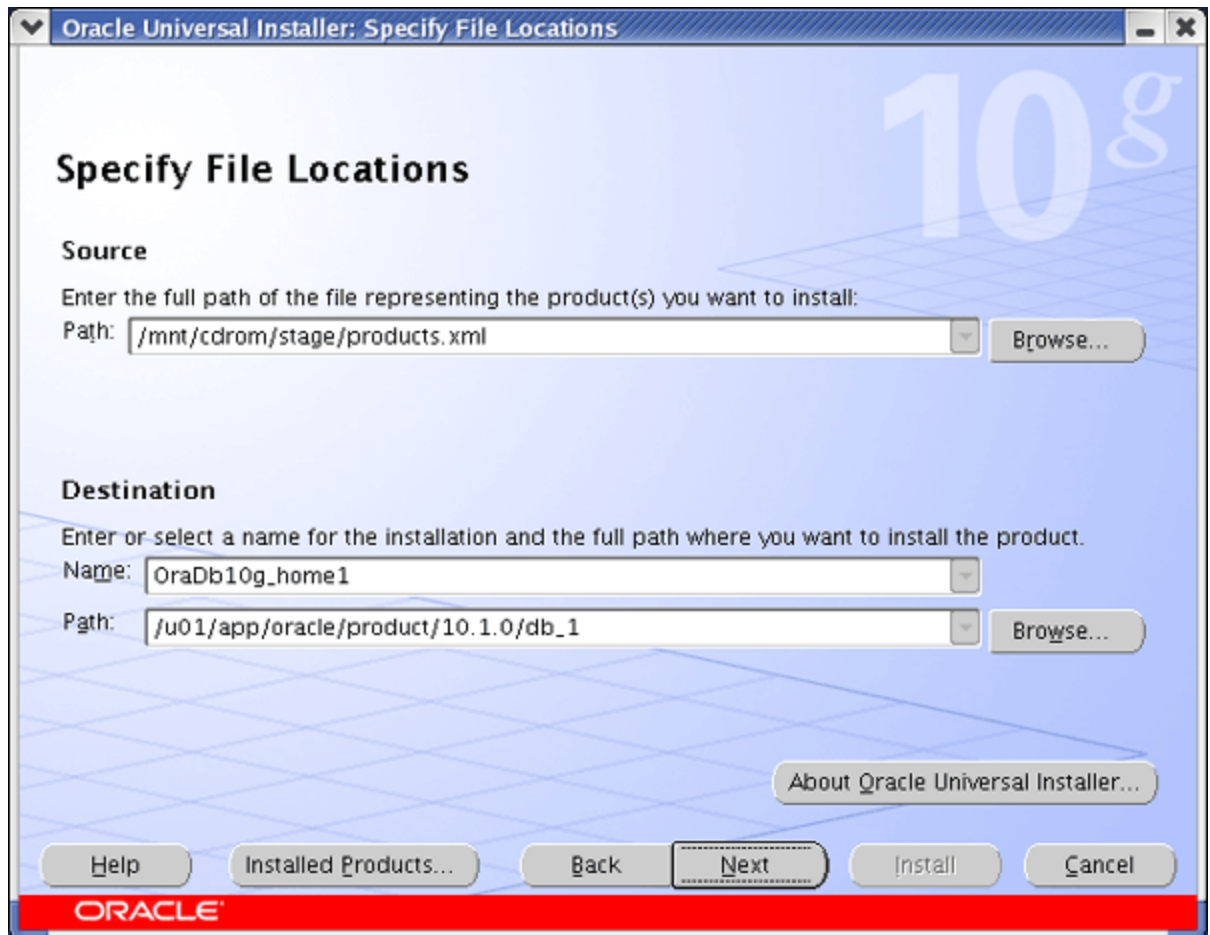 Oracle Universal Installer: Specify File Locations
10g
Specify File Locations
Source
Enter the full path of the file representing the product(s) you want to install:
Path: /mnt/cdrom/stage/products.xml Browse...
Destination
Enter or select a name for the installation and the full path where you want to install the product.
Name: OraDb10g_home1
Path: /u01/app/oracle/product/10.1.0/db_1 Browse...
About Oracle Universal Installer...
Help Installed Products... Back Next Install Cancel
ORACLE